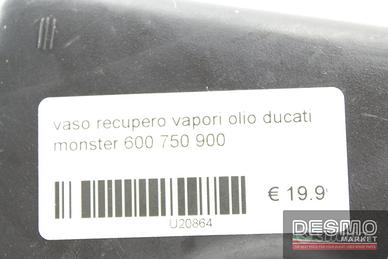 vaso recupero vapori olio ducati
monster 600 750 900
€ 19.9
U20864
DESMO
MARKET